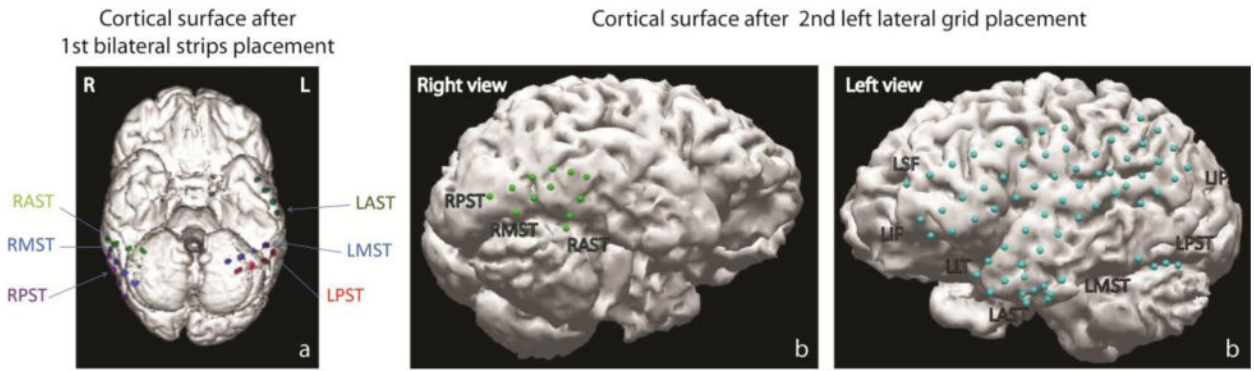 Cortical surface after
1st bilateral strips placement
Cortical surface after 2nd left lateral grid placement
R
L
RAST
RMST
RPST
LAST
LMST
LPST
a
Right view
RPST
RMST
RAST
b
Left view
LSF
LIP
LIF
LPST
LLT
LMST
LAST
b